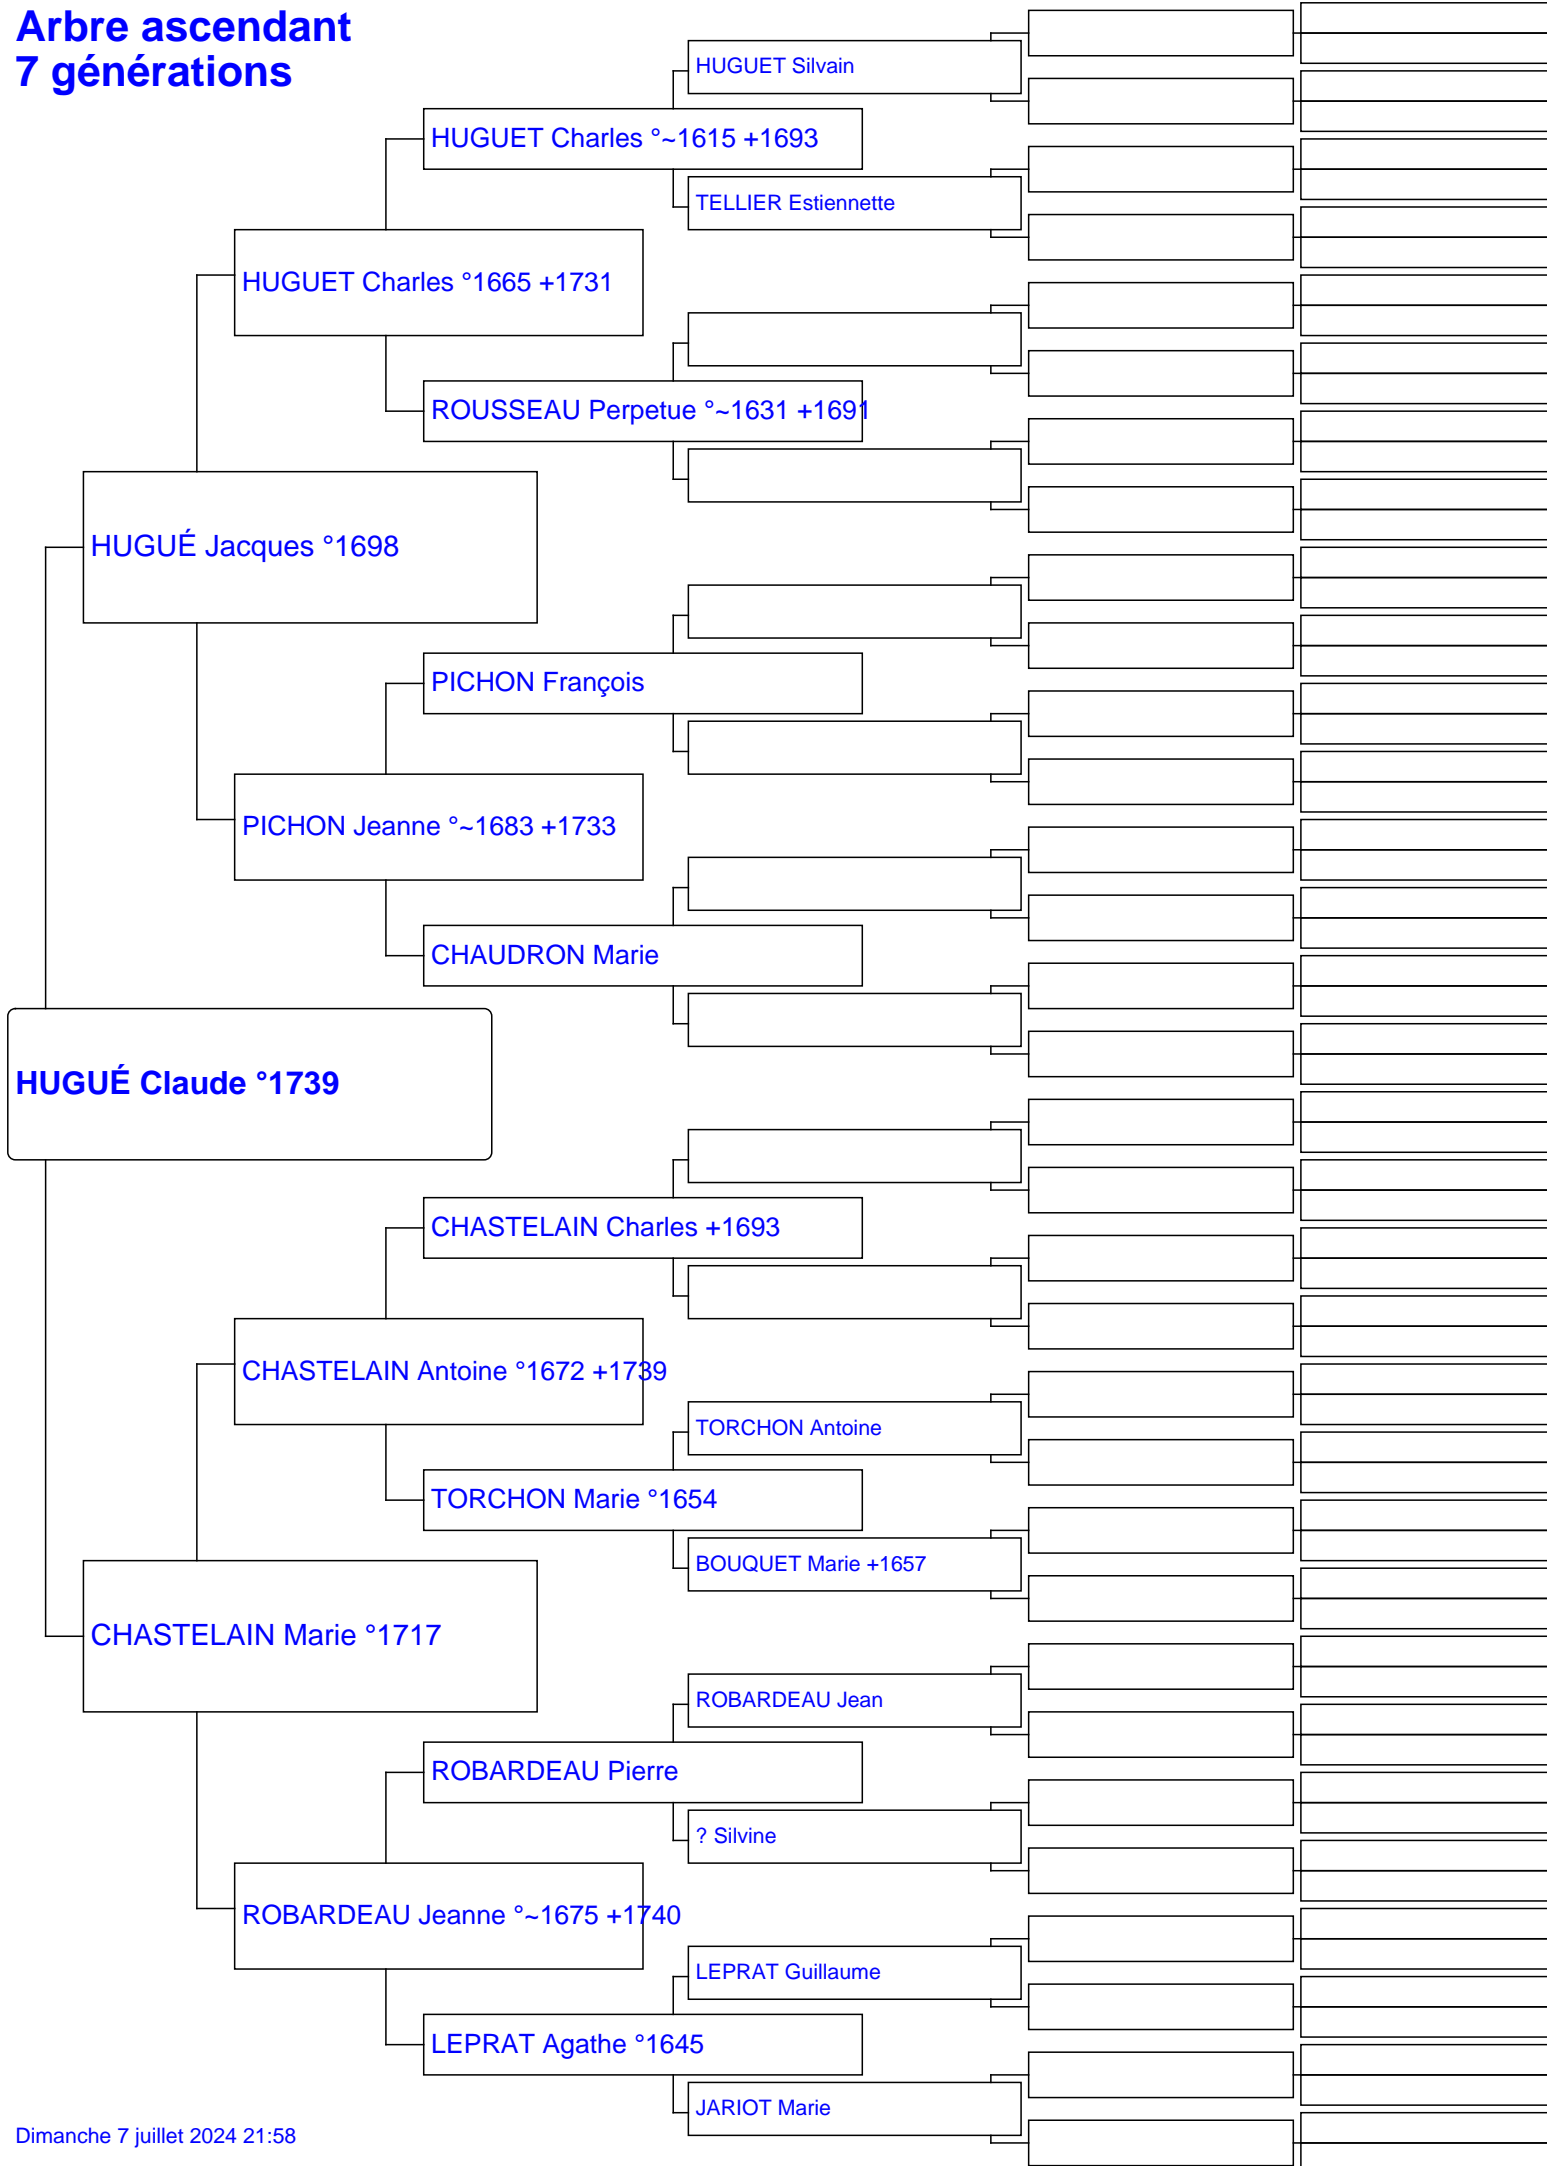 Arbre ascendant
7 générations
HUGUET Silvain
HUGUET Charles °~1615 +1693
TELLIER Estiennette
HUGUET Charles °1665 +1731
ROUSSEAU Perpetue °~1631 +1691
HUGUÉ Jacques °1698
PICHON François
PICHON Jeanne °~1683 +1733
CHAUDRON Marie
HUGUÉ Claude °1739
CHASTELAIN Charles +1693
CHASTELAIN Antoine °1672 +1739
TORCHON Antoine
TORCHON Marie °1654
BOUQUET Marie +1657
CHASTELAIN Marie °1717
ROBARDEAU Jean
ROBARDEAU Pierre
? Silvine
ROBARDEAU Jeanne °~1675 +1740
LEPRAT Guillaume
LEPRAT Agathe °1645
JARIOT Marie
Dimanche 7 juillet 2024 21:58